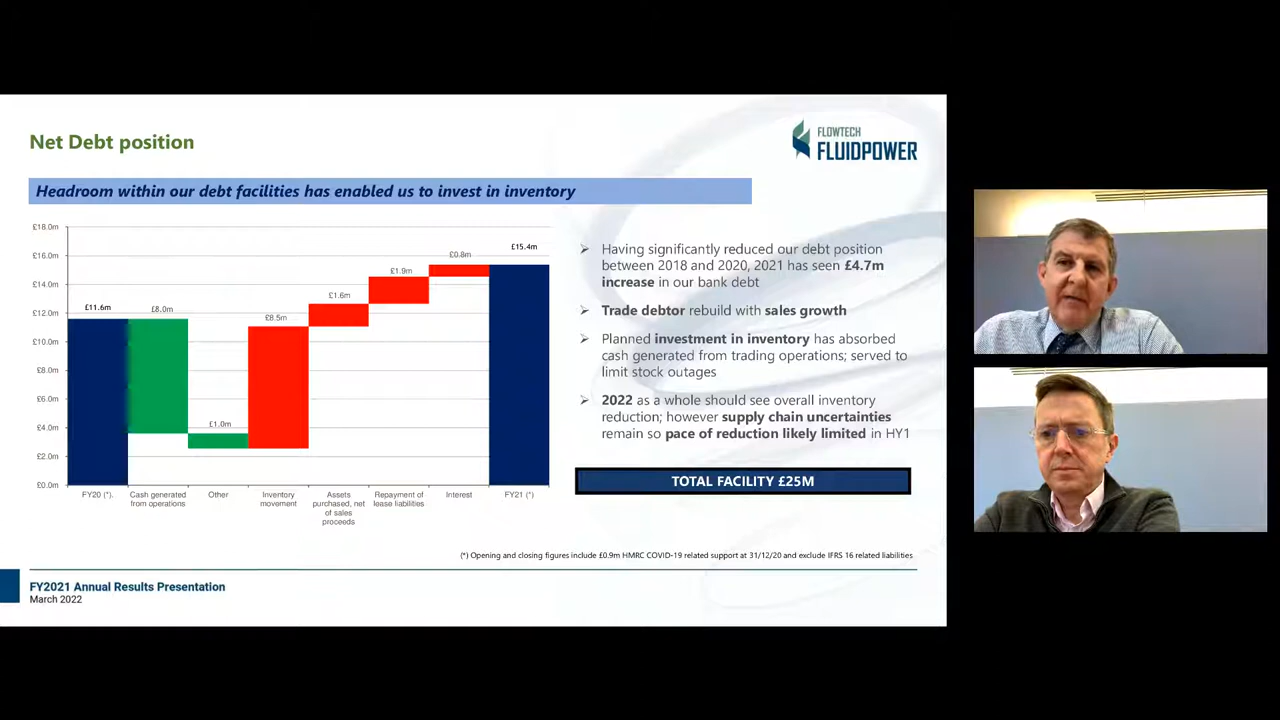 Net Debt position
FLOWTECH
FLUIDPOWER
Headroom within our debt facilities has enabled us to invest in inventory
£18.0m
£16.0m
£14.0m
£12.0m
£10.0m
£8.0m
£6.0m
£4.0m
£2.0m
£0.0m
£11.6m
£8.0m
£1.0m
£8.5m
£1.6m
£1.9m
£0.8m
£15.4m
FY20 (*).
Cash generated
from operations
Other
Inventory
movement
Assets
purchased, net
of sales
proceeds
Repayment of
lease liabilities
Interest
FY21 (*)
➢ Having significantly reduced our debt position
between 2018 and 2020, 2021 has seen £4.7m
increase in our bank debt
➢ Trade debtor rebuild with sales growth
➢ Planned investment in inventory has absorbed
cash generated from trading operations; served to
limit stock outages
➢ 2022 as a whole should see overall inventory
reduction; however supply chain uncertainties
remain so pace of reduction likely limited in HY1
TOTAL FACILITY £25M
(*) Opening and closing figures include £0.9m HMRC COVID-19 related support at 31/12/20 and exclude IFRS 16 related liabilities
FY2021 Annual Results Presentation
March 2022